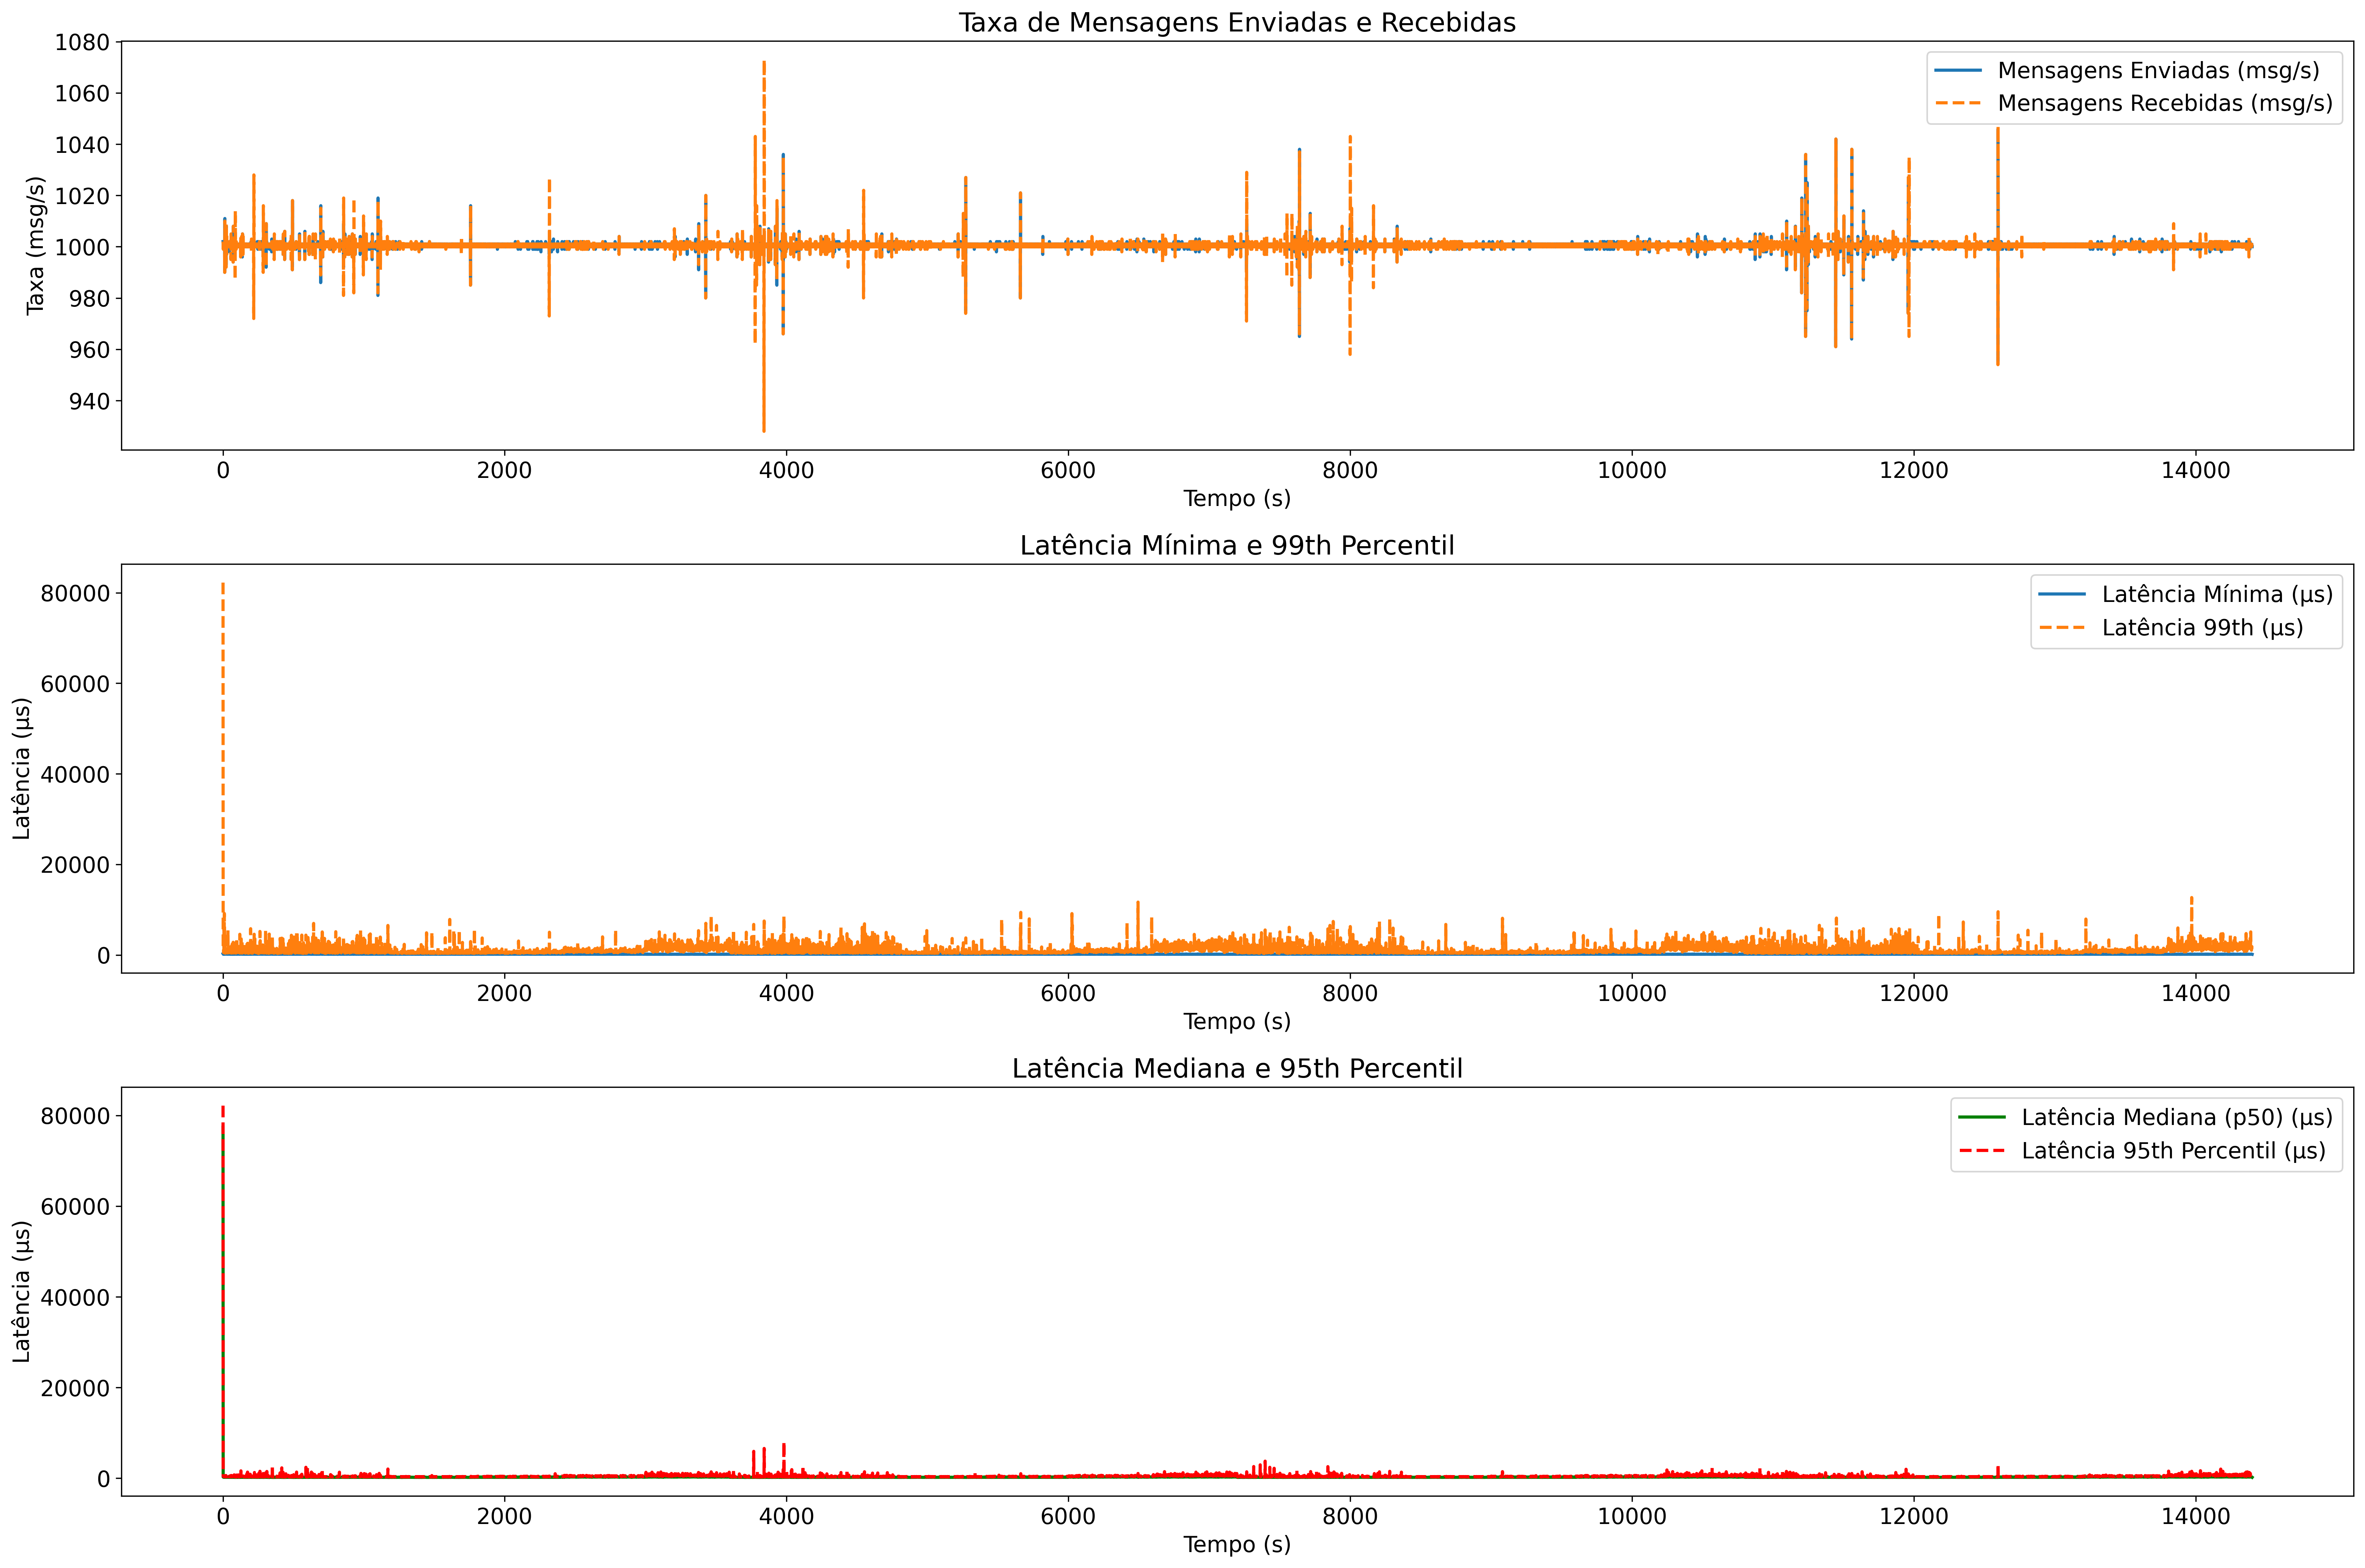 Taxa de Mensagens Enviadas e Recebidas
1080
1060
1040
1020
1000
980
960
940
Taxa (msg/s)
Mensagens Enviadas (msg/s)
Mensagens Recebidas (msg/s)
0 2000 4000 6000 8000 10000 12000 14000
Tempo (s)
Latência Mínima e 99th Percentil
80000
60000
40000
20000
0
Latência (µs)
Latência Mínima (µs)
Latência 99th (µs)
0 2000 4000 6000 8000 10000 12000 14000
Tempo (s)
Latência Mediana e 95th Percentil
80000
60000
40000
20000
0
Latência (µs)
Latência Mediana (p50) (µs)
Latência 95th Percentil (µs)
0 2000 4000 6000 8000 10000 12000 14000
Tempo (s)